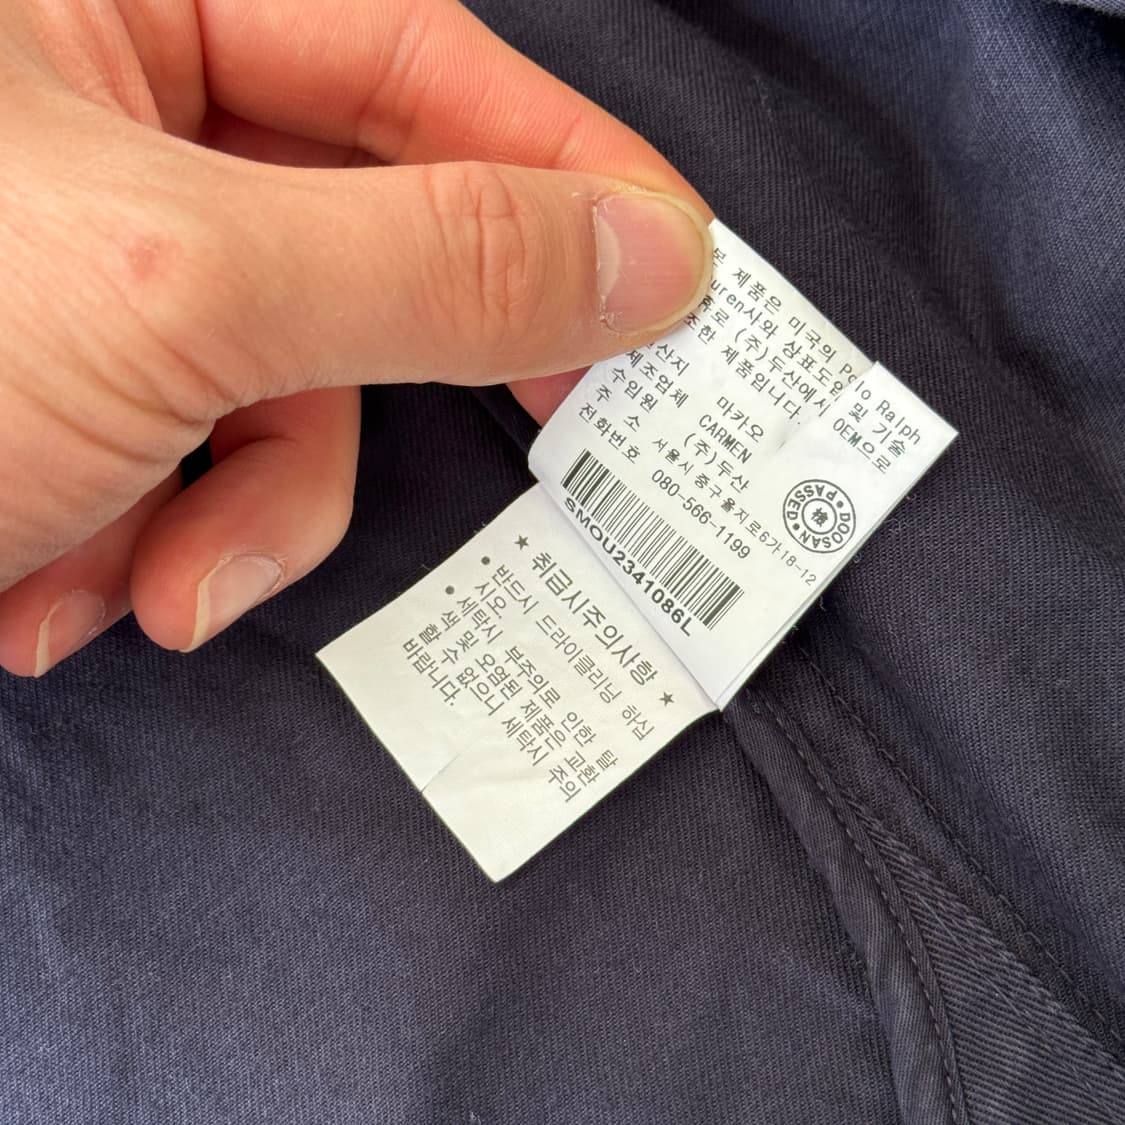 본 제품은 미국의 Polo Ralph
uren사와 상표도입 및 기술
로 (주)두산에서 OEM으로
조한 제품입니다.
산지 마카오
제조업체 CARMEN
수입원 (주)두산
주 소 서울시중구을지로6가18-12
전화번호 080-566-1199
DOOSAN PASSED
檢
SMOU2341086L
★ 취급시주의사항 ★
• 반드시 드라이클리닝 하십
시오.
• 세탁시 부주의로 인한 탈
색 및 오염된 제품은 교환
할 수 없으니 세탁시 주의
바랍니다.